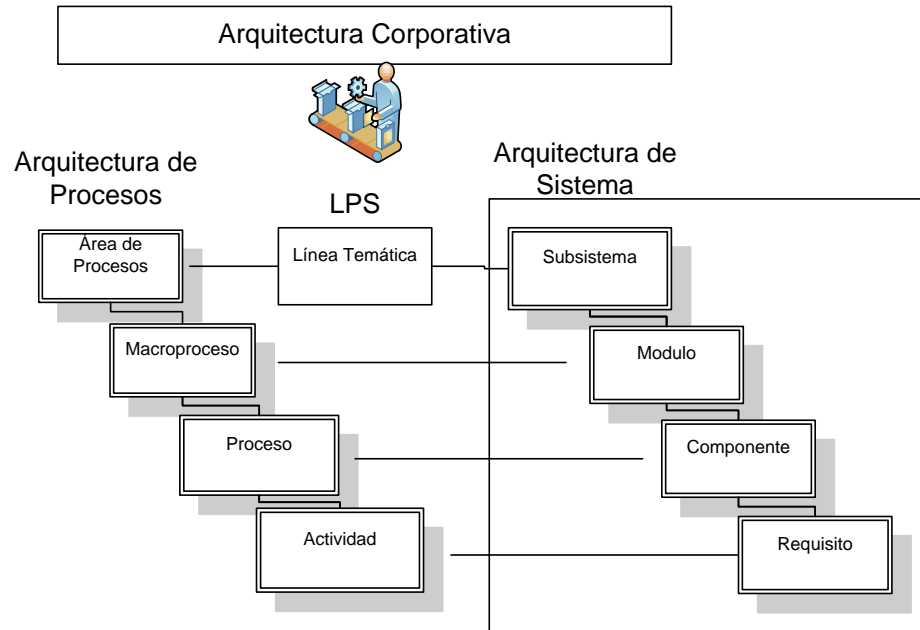 Arquitectura Corporativa
Arquitectura de
Procesos
LPS
Arquitectura de
Sistema
Área de
Procesos
Línea Temática
Subsistema
Macroproceso
Modulo
Proceso
Componente
Actividad
Requisito